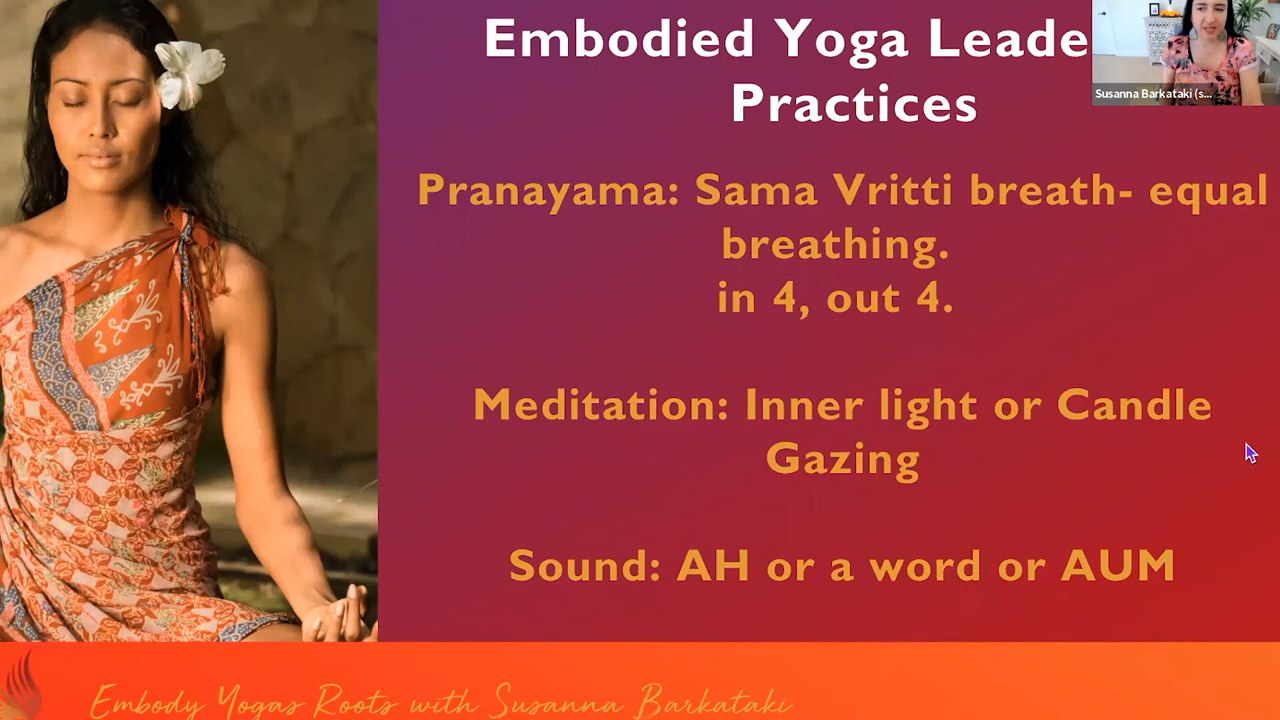 Embodied Yoga Leade
Practices
Susanna Barkataki (s...
Pranayama: Sama Vritti breath- equal
breathing.
in 4, out 4.
Meditation: Inner light or Candle
Gazing
Sound: AH or a word or AUM
Embody Yogas Roots with Susanna Barkataki